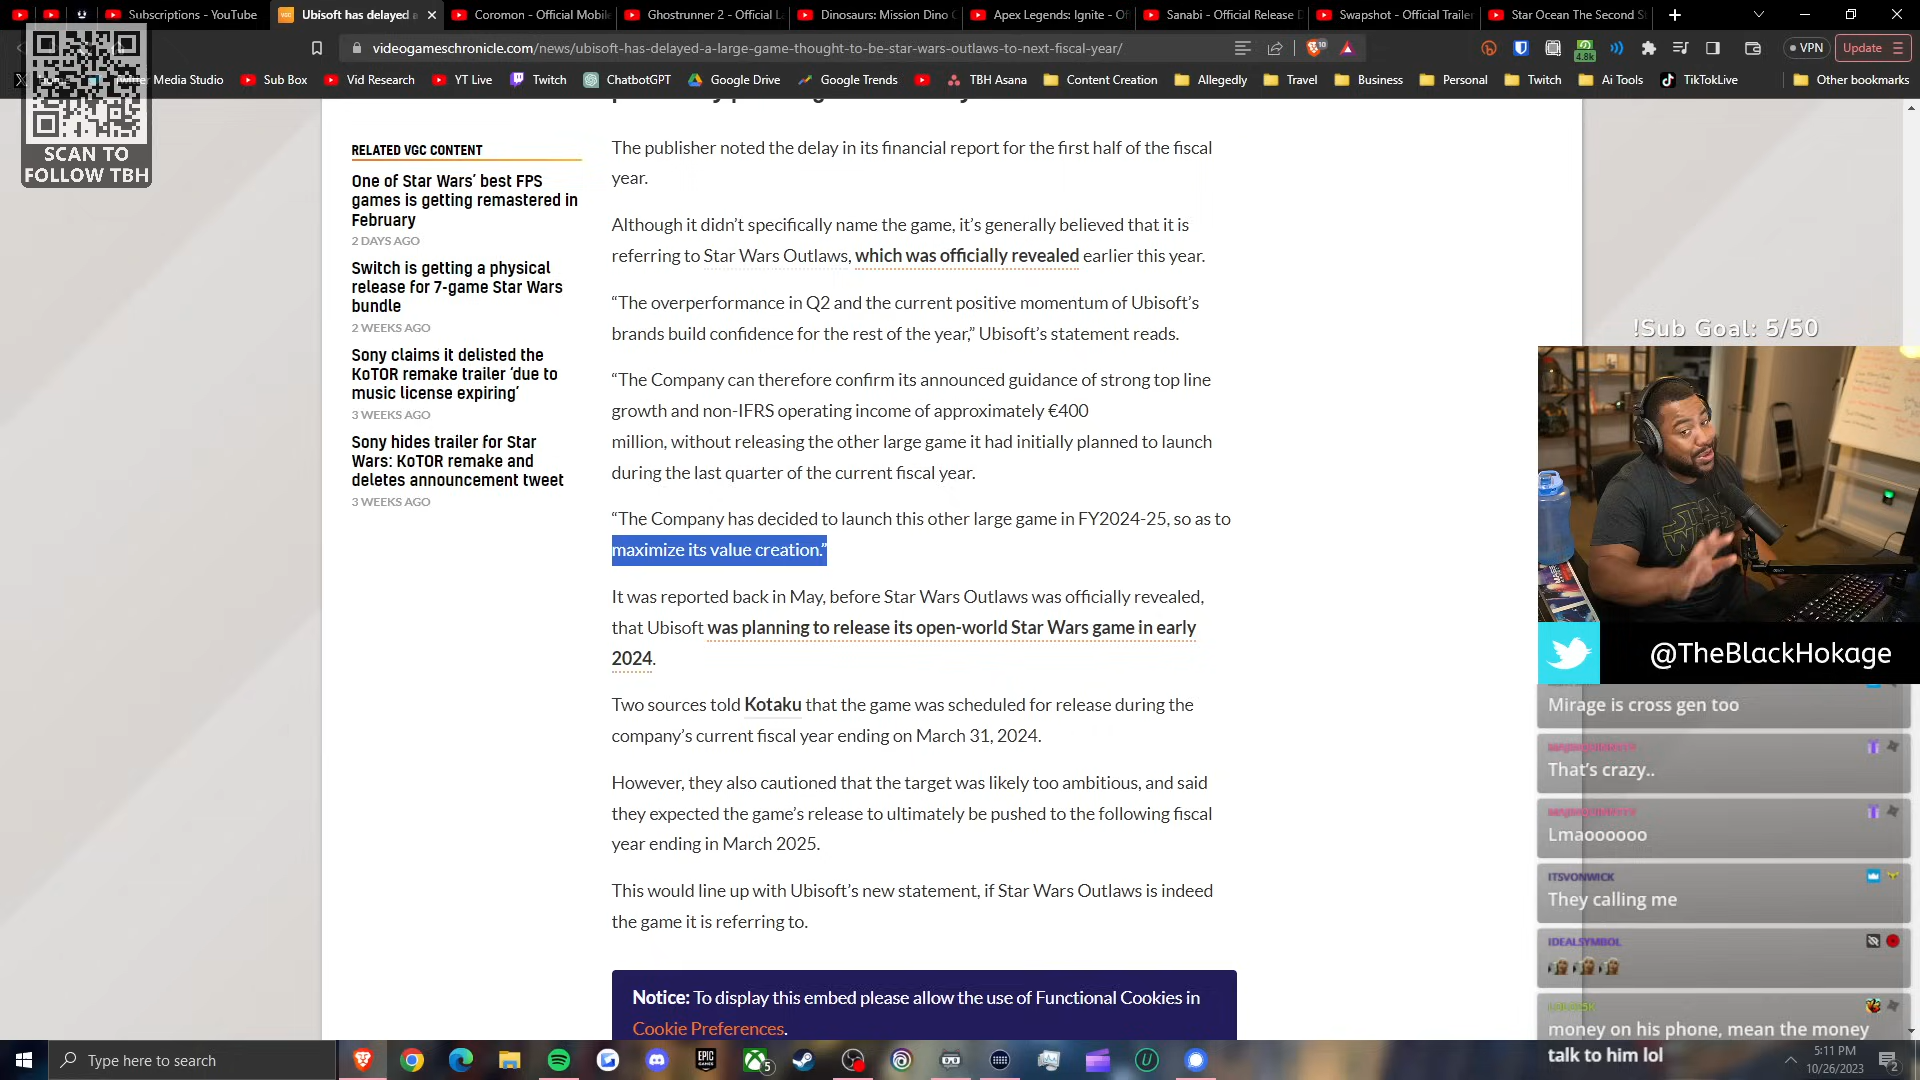 Subscriptions - YouTube
Ubisoft has delayed a
Coromon - Official Mobile
Ghostrunner 2 - Official L
Dinosaurs: Mission Dino C
Apex Legends: Ignite - Of
Sanabi - Official Release D
Swapshot - Official Trailer
Star Ocean The Second S
videogameschronicle.com/news/ubisoft-has-delayed-a-large-game-thought-to-be-star-wars-outlaws-to-next-fiscal-year/
10
4.8k
VPN
Update
Twitter Media Studio
Sub Box
Vid Research
YT Live
Twitch
ChatbotGPT
Google Drive
Google Trends
TBH Asana
Content Creation
Allegedly
Travel
Business
Personal
Twitch
Ai Tools
TikTokLive
Other bookmarks
SCAN TO
FOLLOW TBH
RELATED VGC CONTENT
One of Star Wars’ best FPS
games is getting remastered in
February
2 DAYS AGO
Switch is getting a physical
release for 7-game Star Wars
bundle
2 WEEKS AGO
Sony claims it delisted the
KoTOR remake trailer ‘due to
music license expiring’
3 WEEKS AGO
Sony hides trailer for Star
Wars: KoTOR remake and
deletes announcement tweet
3 WEEKS AGO
The publisher noted the delay in its financial report for the first half of the fiscal
year.
Although it didn’t specifically name the game, it’s generally believed that it is
referring to Star Wars Outlaws, which was officially revealed earlier this year.
“The overperformance in Q2 and the current positive momentum of Ubisoft’s
brands build confidence for the rest of the year,” Ubisoft’s statement reads.
“The Company can therefore confirm its announced guidance of strong top line
growth and non-IFRS operating income of approximately €400
million, without releasing the other large game it had initially planned to launch
during the last quarter of the current fiscal year.
“The Company has decided to launch this other large game in FY2024-25, so as to
maximize its value creation.”
It was reported back in May, before Star Wars Outlaws was officially revealed,
that Ubisoft was planning to release its open-world Star Wars game in early
2024.
Two sources told Kotaku that the game was scheduled for release during the
company’s current fiscal year ending on March 31, 2024.
However, they also cautioned that the target was likely too ambitious, and said
they expected the game’s release to ultimately be pushed to the following fiscal
year ending in March 2025.
This would line up with Ubisoft’s new statement, if Star Wars Outlaws is indeed
the game it is referring to.
Notice: To display this embed please allow the use of Functional Cookies in
Cookie Preferences.
!Sub Goal: 5/50
STAR
WARS
@TheBlackHokage
Mirage is cross gen too
That’s crazy..
Lmaoooooo
ITSVONWICK
They calling me
IDEALSYMBOL
money on his phone, mean the money
talk to him lol
Type here to search
EPIC
GAMES
5
5:11 PM
10/26/2023
2